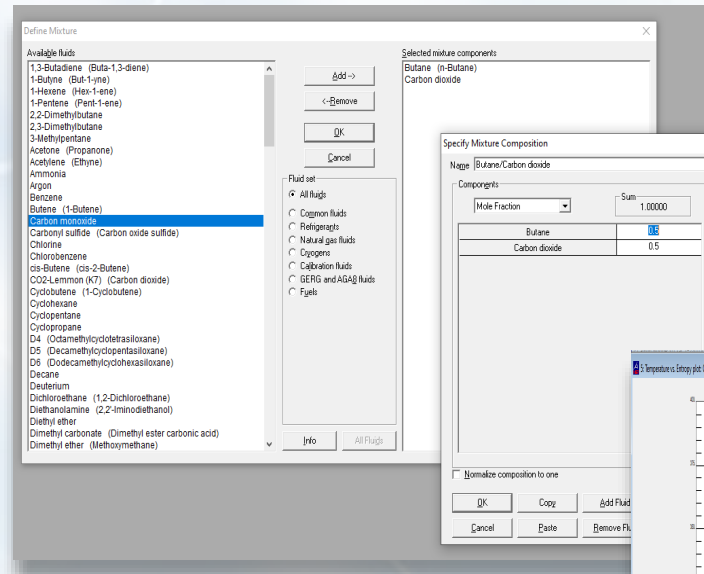 Define Mixture
Available fluids
1,3-Butadiene (Buta-1,3-diene)
1-Butyne (But-1-yne)
1-Hexene (Hex-1-ene)
1-Pentene (Pent-1-ene)
2,2-Dimethylbutane
2,3-Dimethylbutane
3-Methylpentane
Acetone (Propanone)
Acetylene (Ethyne)
Ammonia
Argon
Benzene
Butene (1-Butene)
Carbon monoxide
Carbonyl sulfide (Carbon oxide sulfide)
Chlorine
Chlorobenzene
cis-Butene (cis-2-Butene)
CO2-Lemmon (K7) (Carbon dioxide)
Cyclobutene (1-Cyclobutene)
Cyclohexane
Cyclopentane
Cyclopropane
D4 (Octamethylcyclotetrasiloxane)
D5 (Decamethylcyclopentasiloxane)
D6 (Dodecamethylcyclohexasiloxane)
Decane
Deuterium
Dichloroethane (1,2-Dichloroethane)
Diethanolamine (2,2'-Iminodiethanol)
Diethyl ether
Dimethyl carbonate (Dimethyl ester carbonic acid)
Dimethyl ether (Methoxymethane)
Add -->
<--Remove
OK
Cancel
Fluid set
All fluids
Common fluids
Refrigerants
Natural gas fluids
Cryogens
Calibration fluids
GERG and AGA8 fluids
Fuels
Info
All Fluids
Selected mixture components
Butane (n-Butane)
Carbon dioxide
Specify Mixture Composition
Name Butane/Carbon dioxide
Components
Mole Fraction
Sum
1.00000
Butane 0.5
Carbon dioxide 0.5
Normalize composition to one
OK Copy Add Fluid
Cancel Paste Remove Flu
5: Temperature vs. Entropy plot: